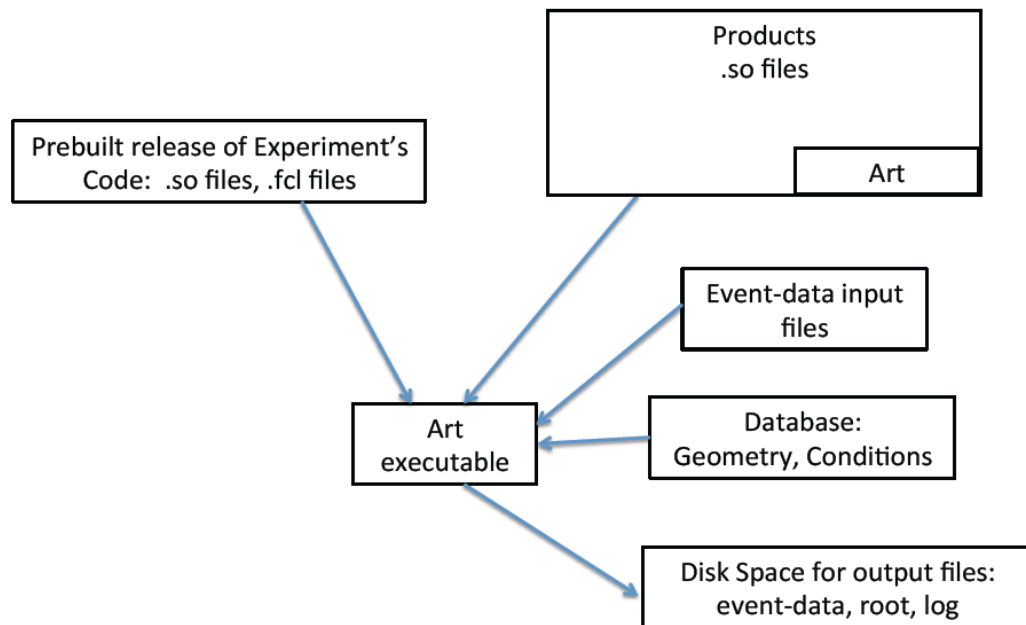 Products
.so files
Prebuilt release of Experiment’s
Code:  .so files, .fcl files
Art
Event-data input
files
Art
executable
Database:
Geometry, Conditions
Disk Space for output files:
event-data, root, log